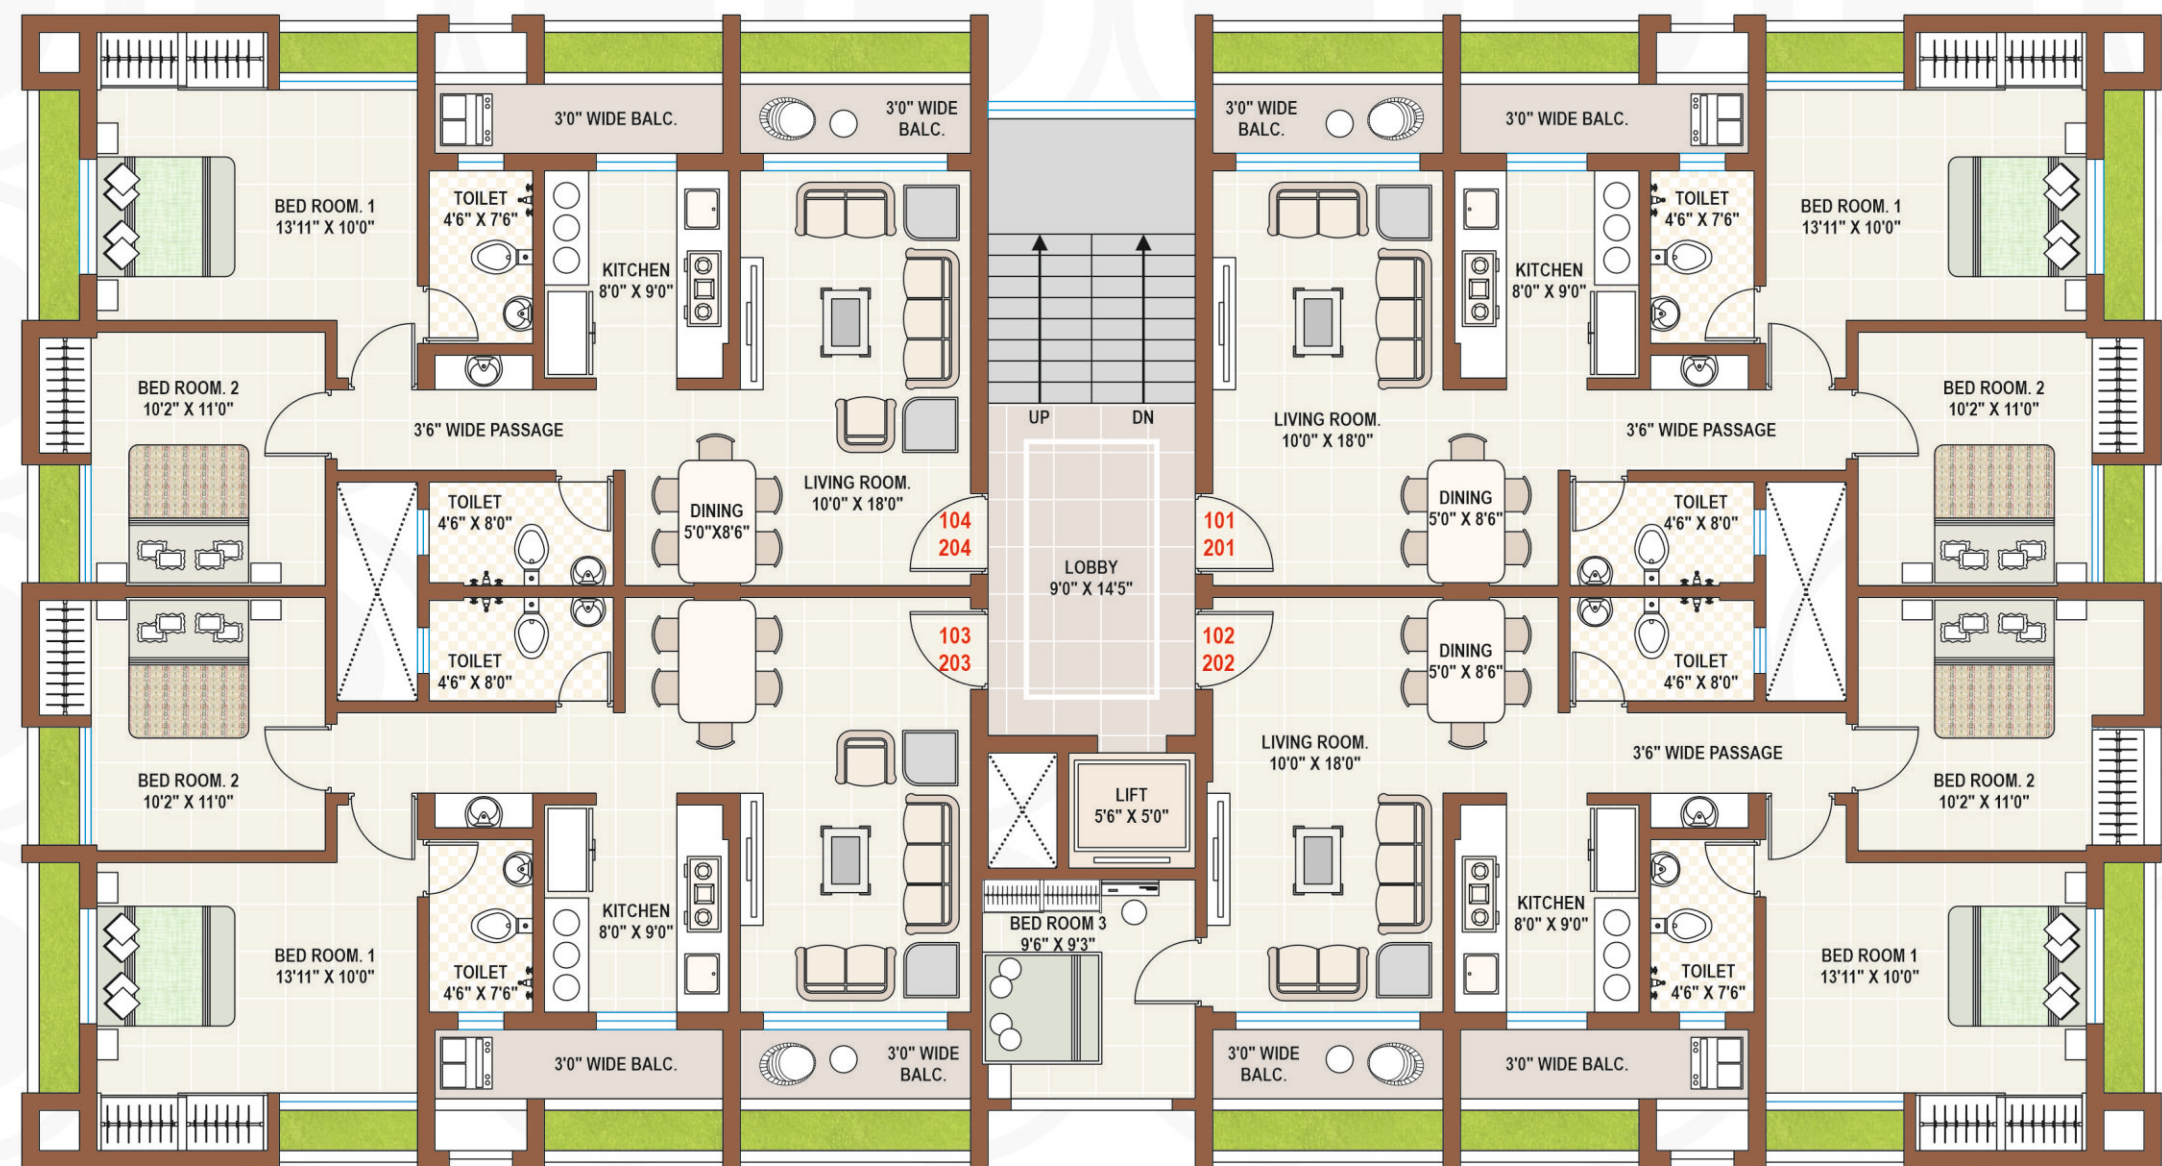 3'0" WIDE BALC.
3'0" WIDE
BALC.
3'0" WIDE
BALC.
3'0" WIDE BALC.
BED ROOM. 1
13'11" X 10'0"
TOILET
4'6" X 7'6"
KITCHEN
8'0" X 9'0"
KITCHEN
8'0" X 9'0"
TOILET
4'6" X 7'6"
BED ROOM. 1
13'11" X 10'0"
BED ROOM. 2
10'2" X 11'0"
3'6" WIDE PASSAGE
UP
DN
LIVING ROOM.
10'0" X 18'0"
3'6" WIDE PASSAGE
BED ROOM. 2
10'2" X 11'0"
TOILET
4'6" X 8'0"
DINING
5'0"X8'6"
LIVING ROOM.
10'0" X 18'0"
104
204
101
201
DINING
5'0" X 8'6"
TOILET
4'6" X 8'0"
LOBBY
9'0" X 14'5"
TOILET
4'6" X 8'0"
103
203
102
202
DINING
5'0" X 8'6"
TOILET
4'6" X 8'0"
BED ROOM. 2
10'2" X 11'0"
LIVING ROOM.
10'0" X 18'0"
3'6" WIDE PASSAGE
BED ROOM. 2
10'2" X 11'0"
LIFT
5'6" X 5'0"
BED ROOM. 1
13'11" X 10'0"
TOILET
4'6" X 7'6"
KITCHEN
8'0" X 9'0"
BED ROOM 3
9'6" X 9'3"
KITCHEN
8'0" X 9'0"
TOILET
4'6" X 7'6"
BED ROOM 1
13'11" X 10'0"
3'0" WIDE BALC.
3'0" WIDE
BALC.
3'0" WIDE
BALC.
3'0" WIDE BALC.